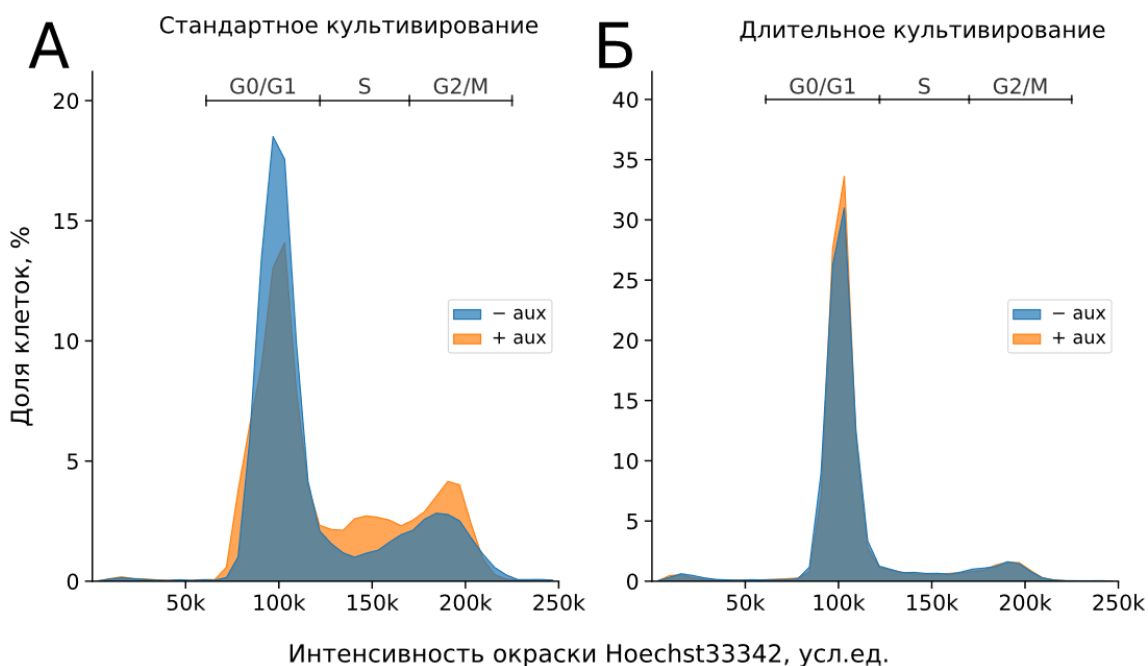 А
Стандартное культивирование
Б
Длительное культивирование
G0/G1
S
G2/M
G0/G1
S
G2/M
20
15
10
5
0
Доля клеток, %
40
35
30
25
20
15
10
5
0
− aux
+ aux
− aux
+ aux
50k
100k
150k
200k
250k
50k
100k
150k
200k
250k
Интенсивность окраски Hoechst33342, усл.ед.